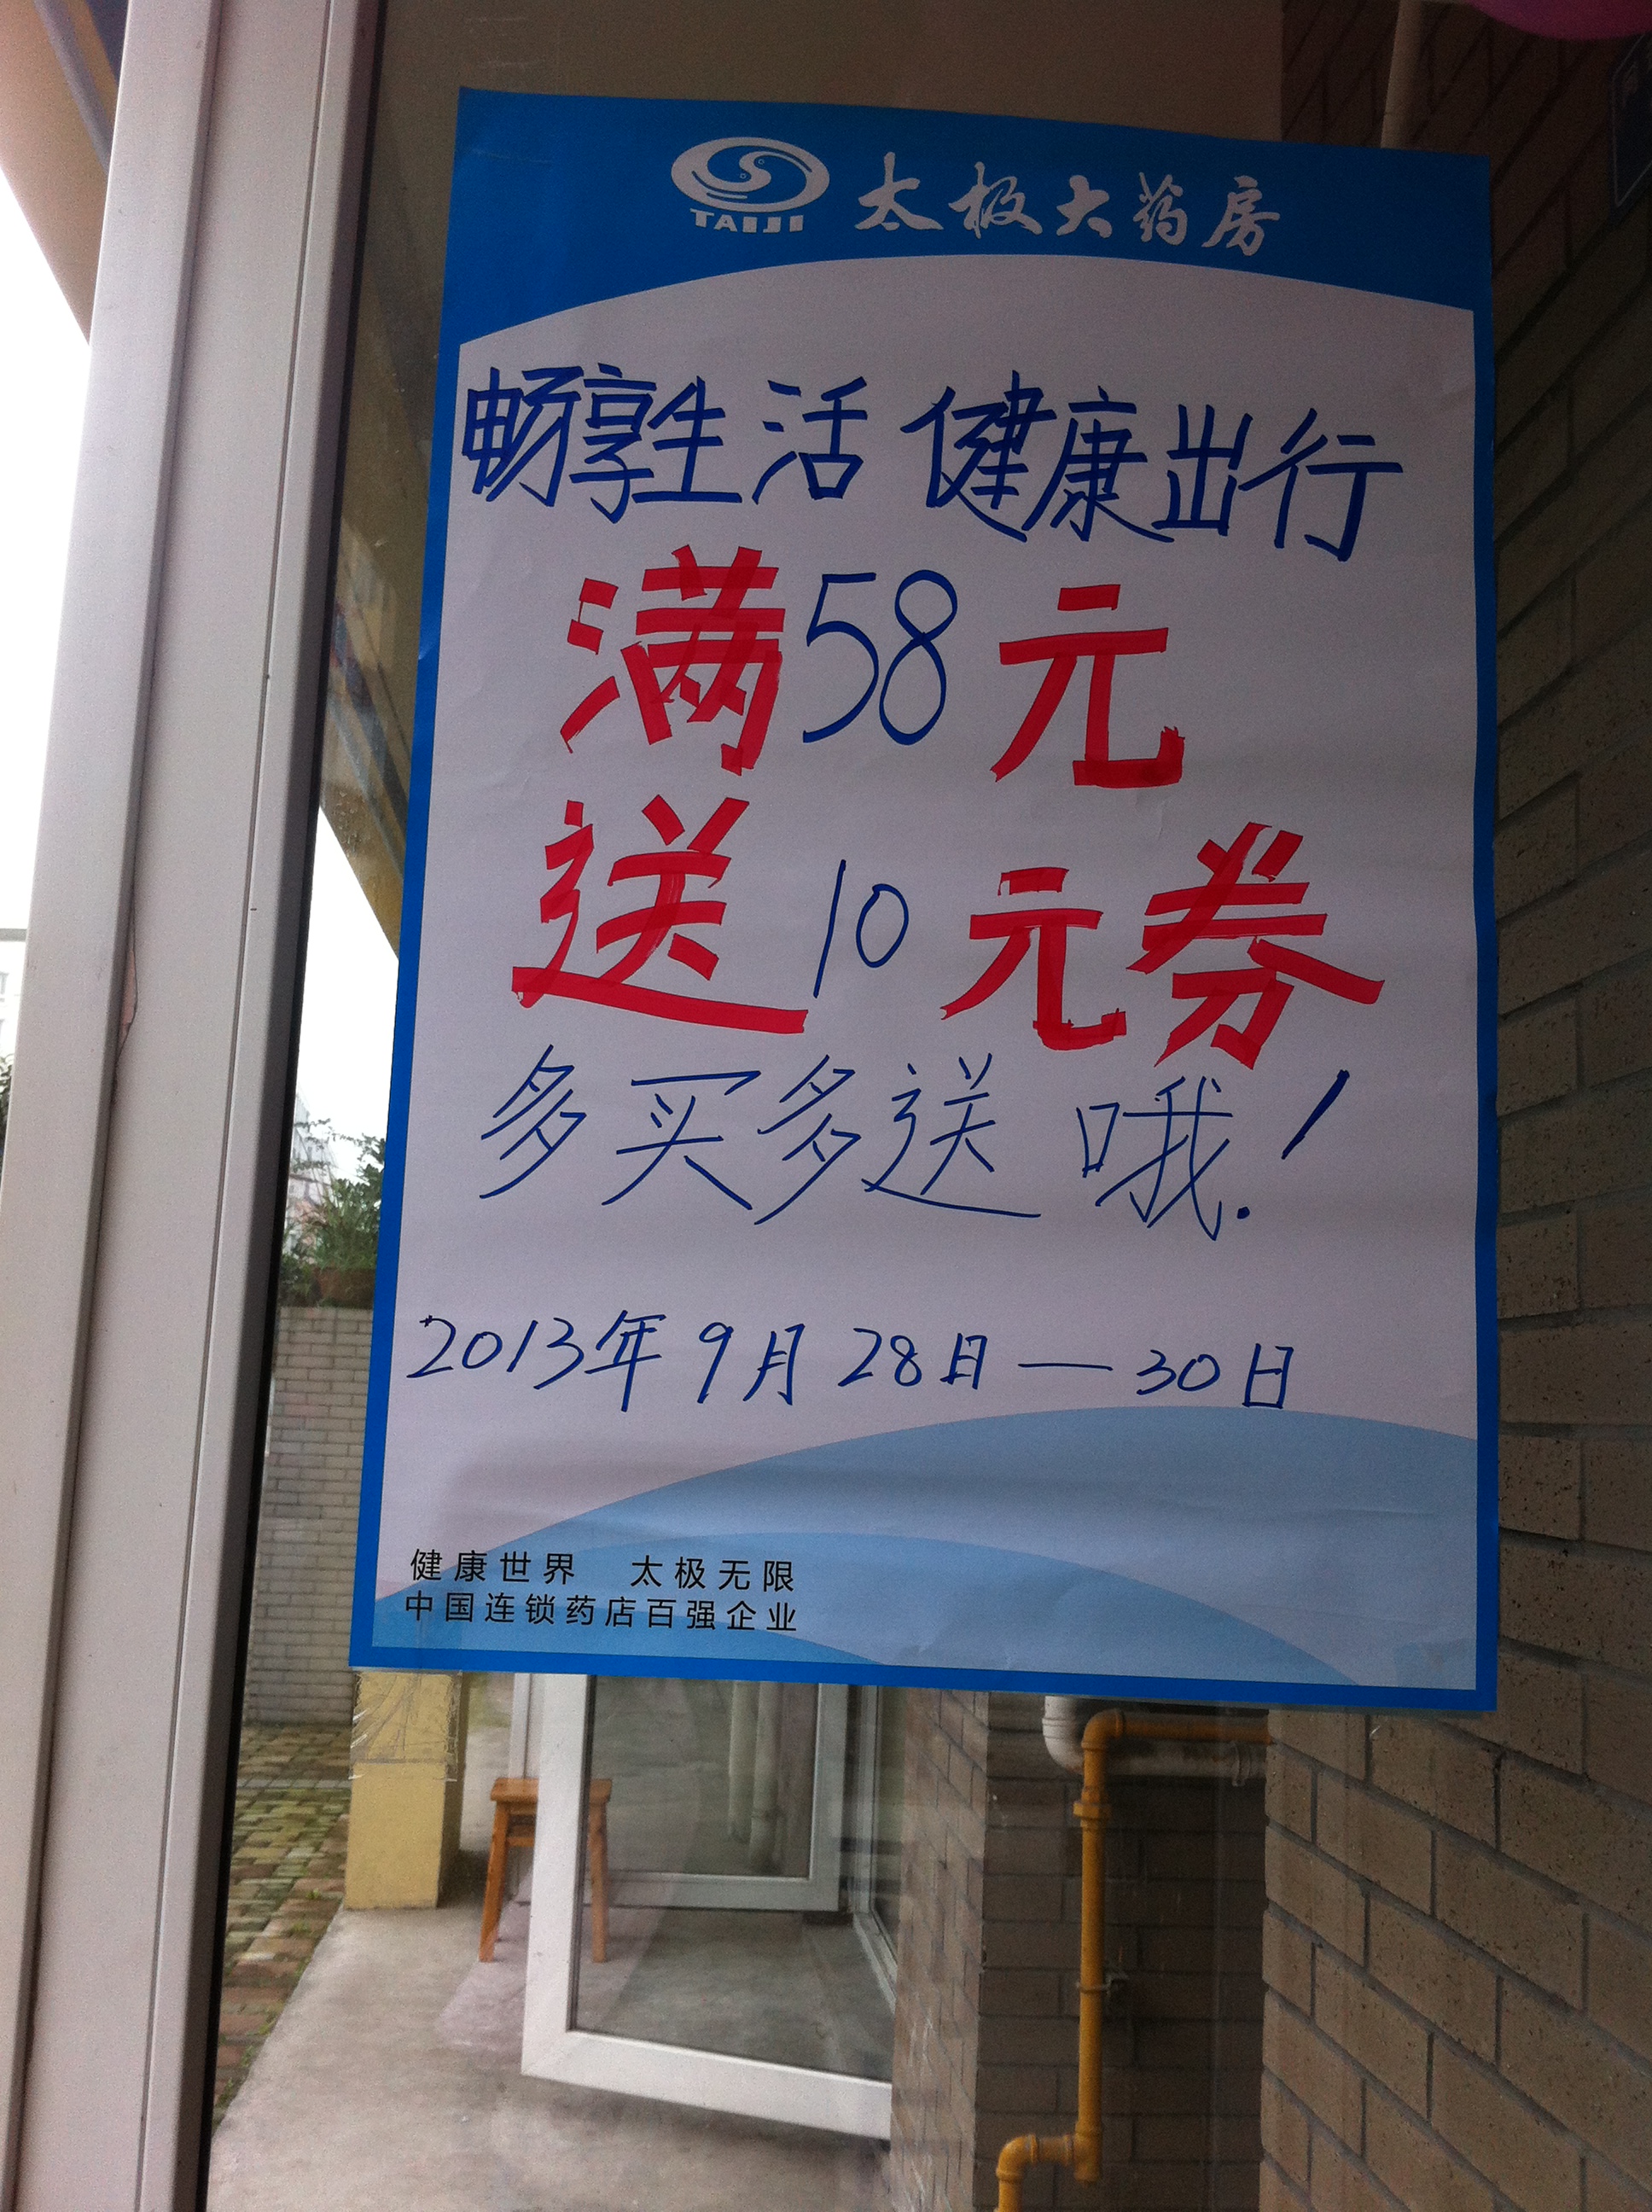 TAIJI 太极大药房
畅享生活 健康出行
满58元
送10元券
多买多送哦!
2013年9月28日—30日
健康世界 太极无限
中国连锁药店百强企业